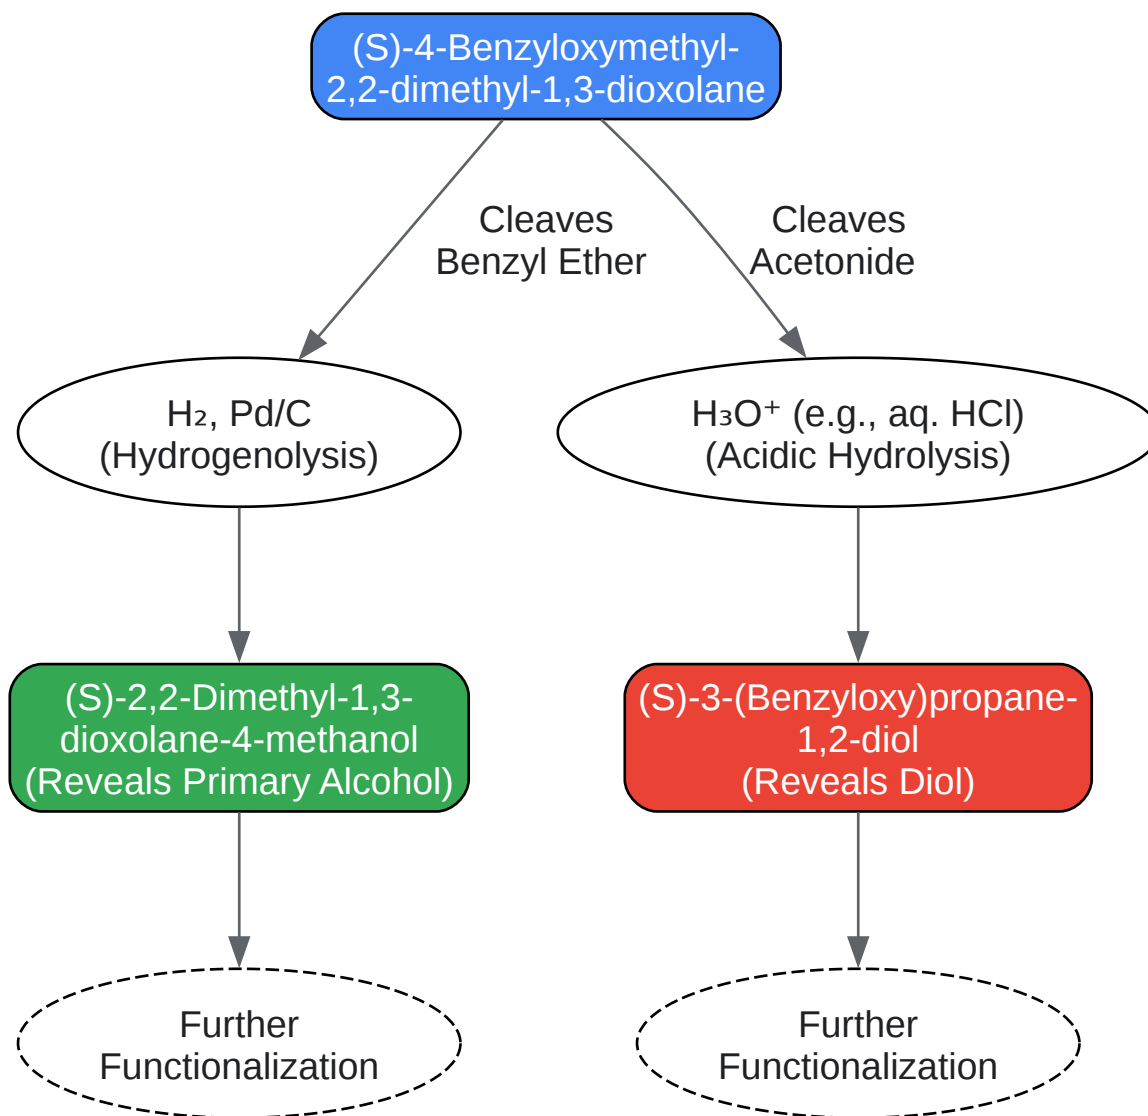 (S)-4-Benzyloxymethyl-
2,2-dimethyl-1,3-dioxolane
Cleaves
Benzyl Ether
Cleaves
Acetonide
H₂, Pd/C
(Hydrogenolysis)
H₃O⁺ (e.g., aq. HCl)
(Acidic Hydrolysis)
(S)-2,2-Dimethyl-1,3-
dioxolane-4-methanol
(Reveals Primary Alcohol)
(S)-3-(Benzyloxy)propane-
1,2-diol
(Reveals Diol)
Further
Functionalization
Further
Functionalization